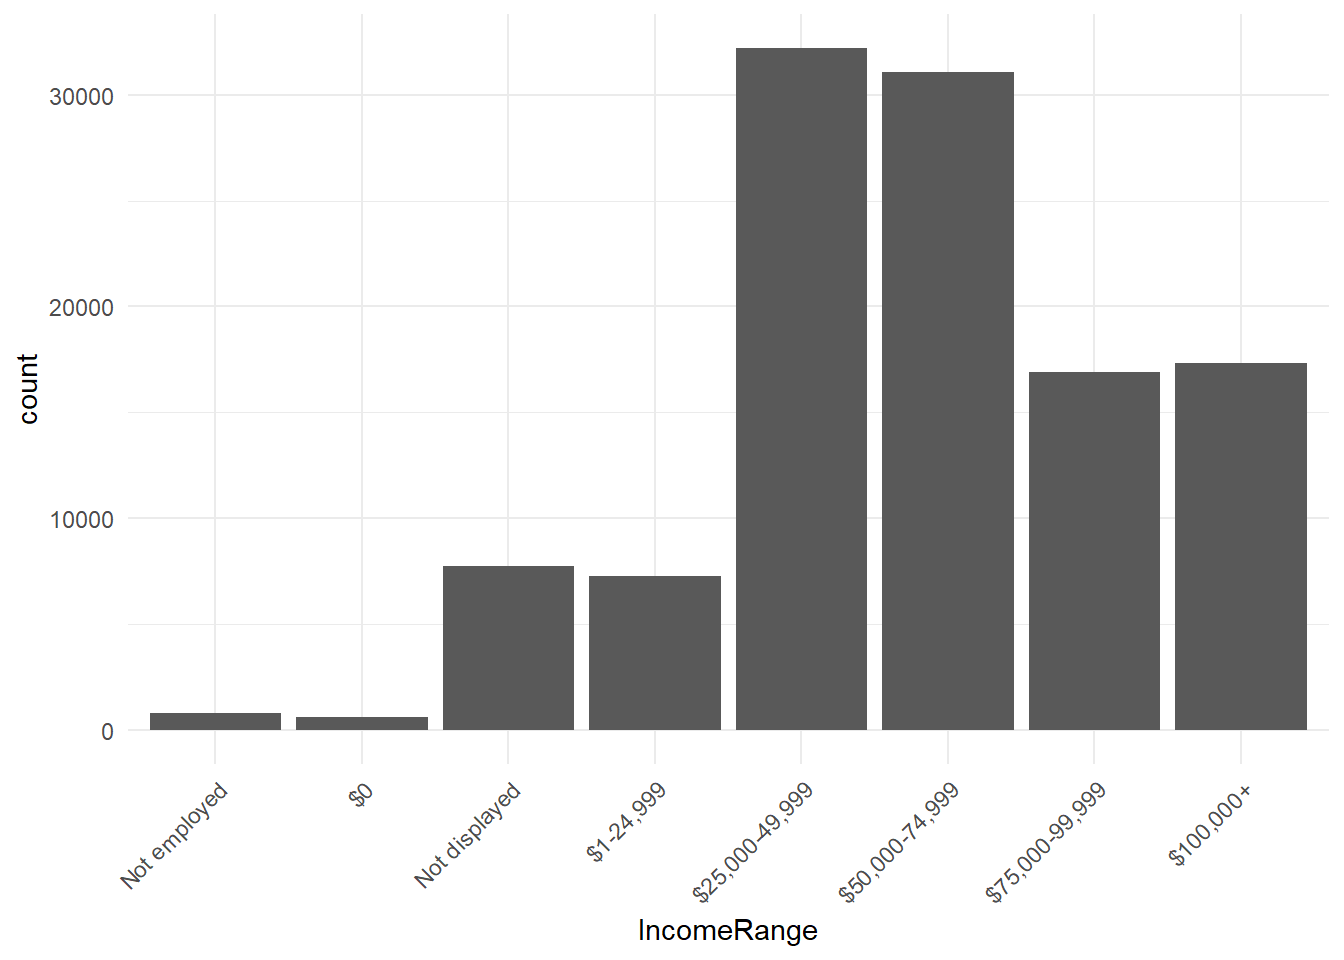 30000
20000
10000
0
count
Not employed
$0
Not displayed
$1-24,999
$25,000-49,999
$50,000-74,999
$75,000-99,999
$100,000+
IncomeRange